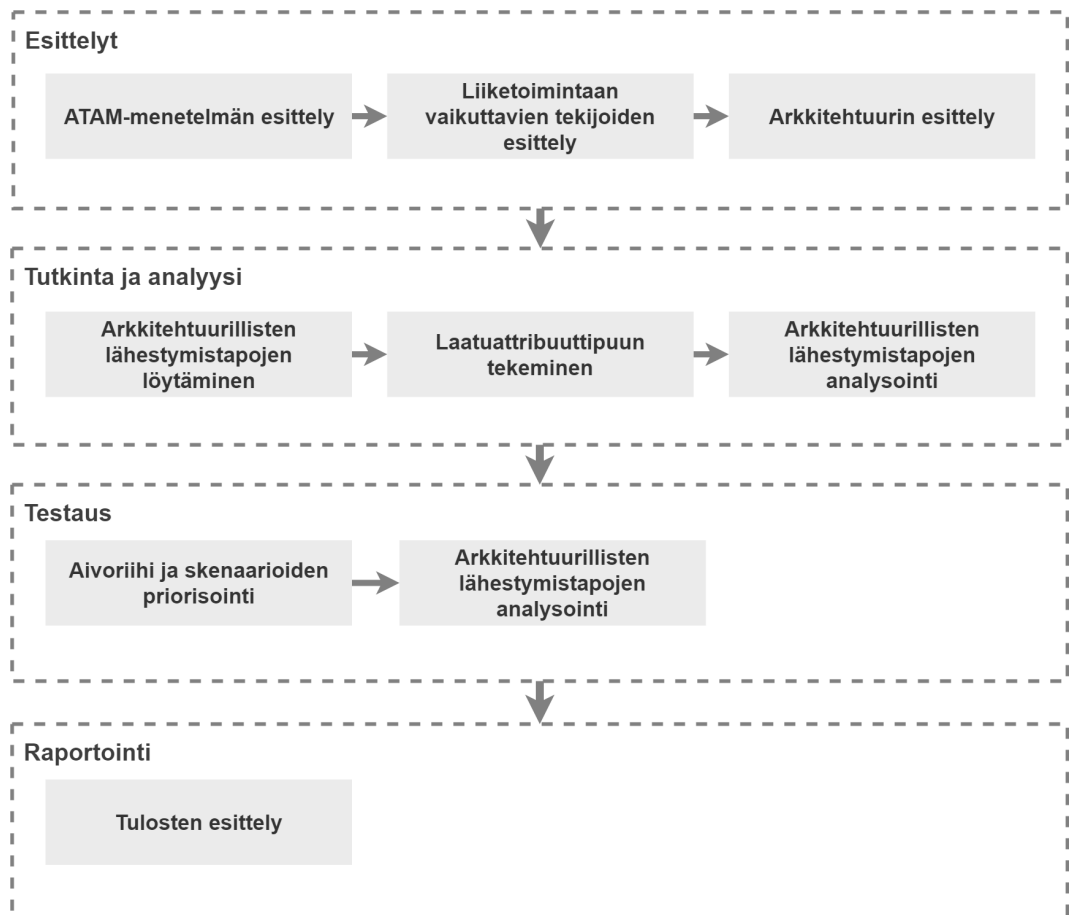 Esittelyt
ATAM-menetelmän esittely
Liiketoimintaan
vaikuttavien tekijoiden
esittely
Arkkitehtuurin esittely
Tutkinta ja analyysi
Arkkitehtuurillisten
lähestymistapojen
löytäminen
Laatuattribuuttipuun
tekeminen
Arkkitehtuurillisten
lähestymistapojen
analysointi
Testaus
Aivoriihi ja skenaarioiden
priorisointi
Arkkitehtuurillisten
lähestymistapojen
analysointi
Raportointi
Tulosten esittely